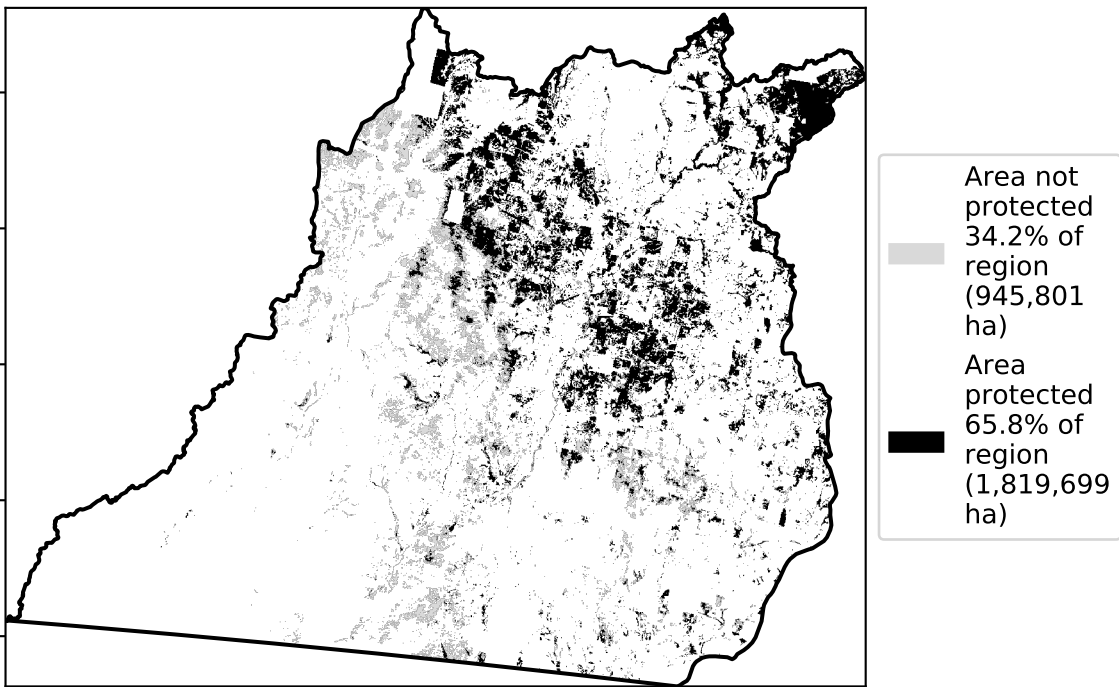 Area not
protected
34.2% of
region
(945,801
ha)
Area
protected
65.8% of
region
(1,819,699
ha)